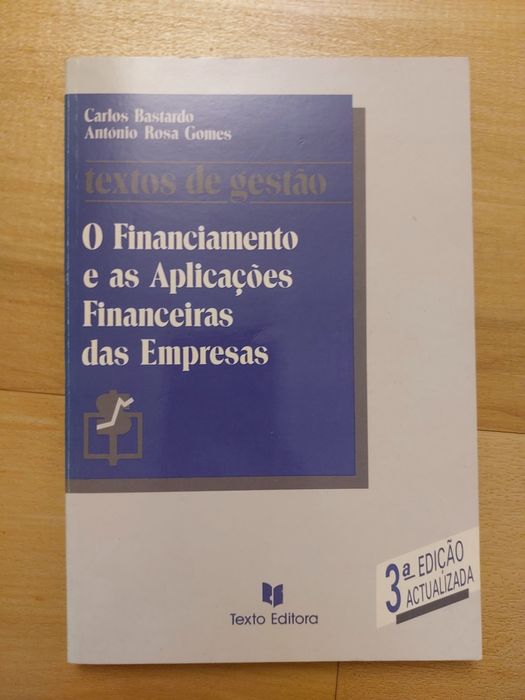 Carlos Bastardo
António Rosa Gomes
textos de gestão
O Financiamento
e as Aplicações
Financeiras
das Empresas
3ª EDIÇÃO
ACTUALIZADA
Texto Editora